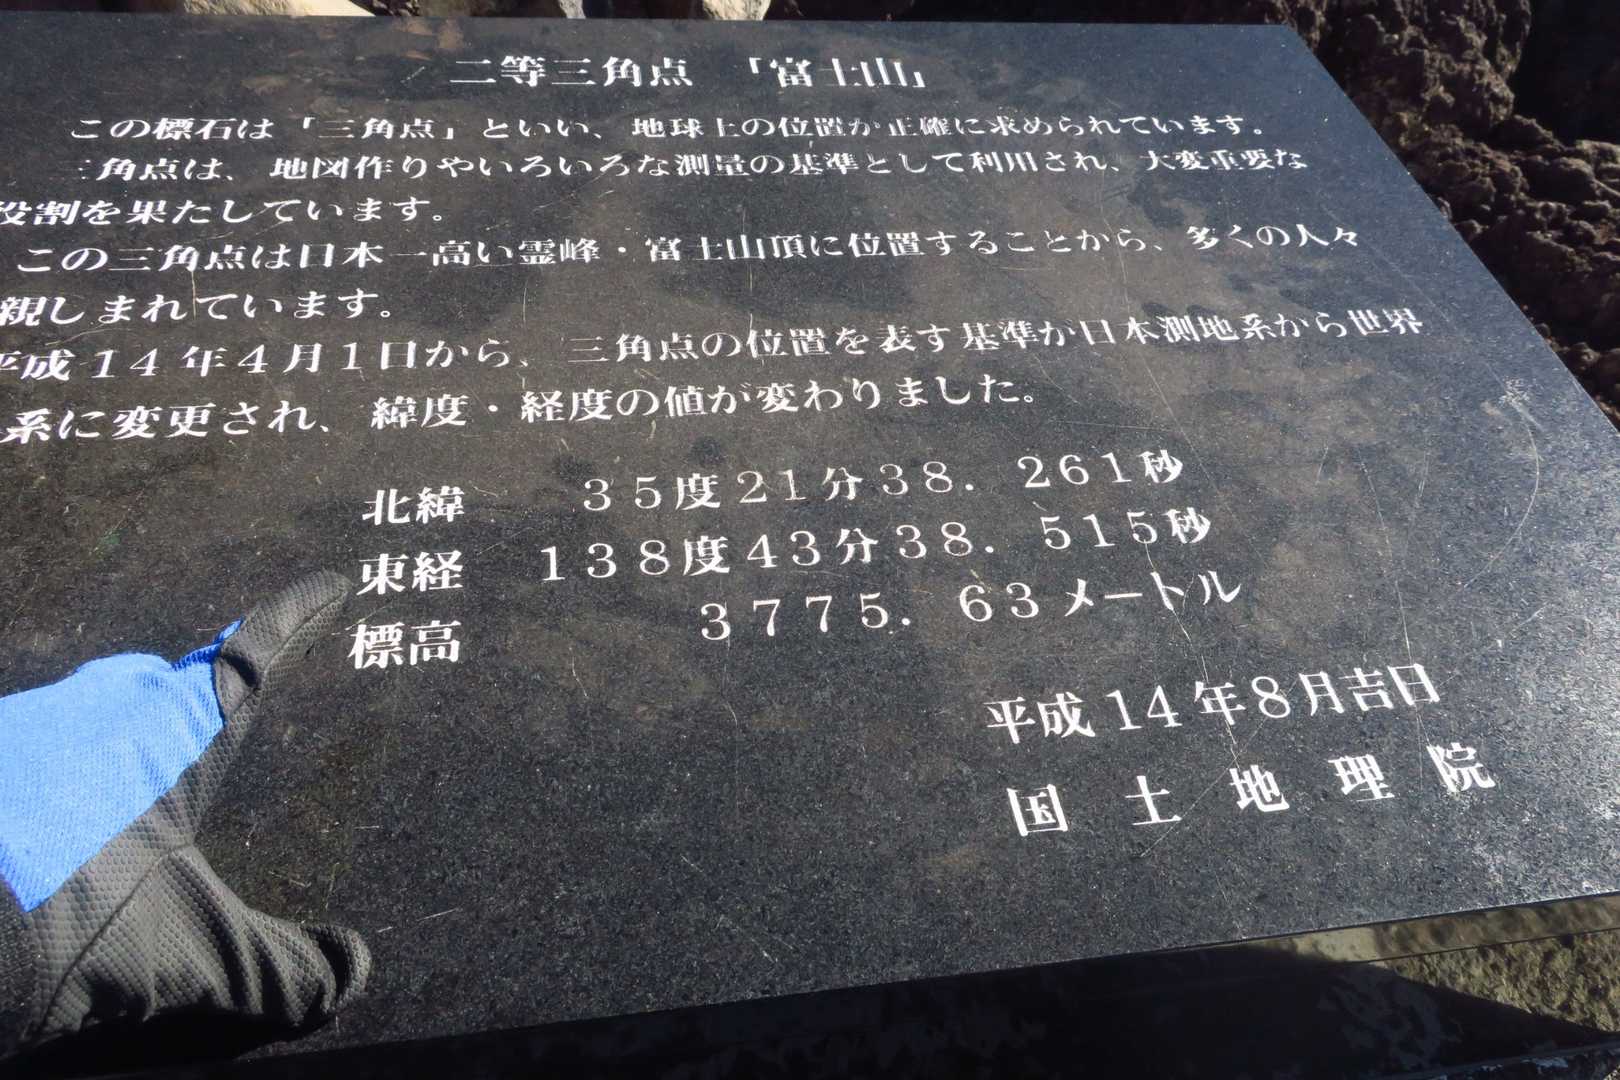 二等三角点 「富士山」
この標石は「三角点」といい、地球上の位置が正確に求められています。
三角点は、地図作りやいろいろな測量の基準として利用され、大変重要な
役割を果たしています。
この三角点は日本一高い霊峰・富士山頂に位置することから、多くの人々
親しまれています。
平成14年4月1日から、三角点の位置を表す基準が日本測地系から世界
系に変更され、緯度・経度の値が変わりました。
北緯 35度21分38.261秒
東経 138度43分38.515秒
標高 3775.63メートル
平成14年8月吉日
国土地理院